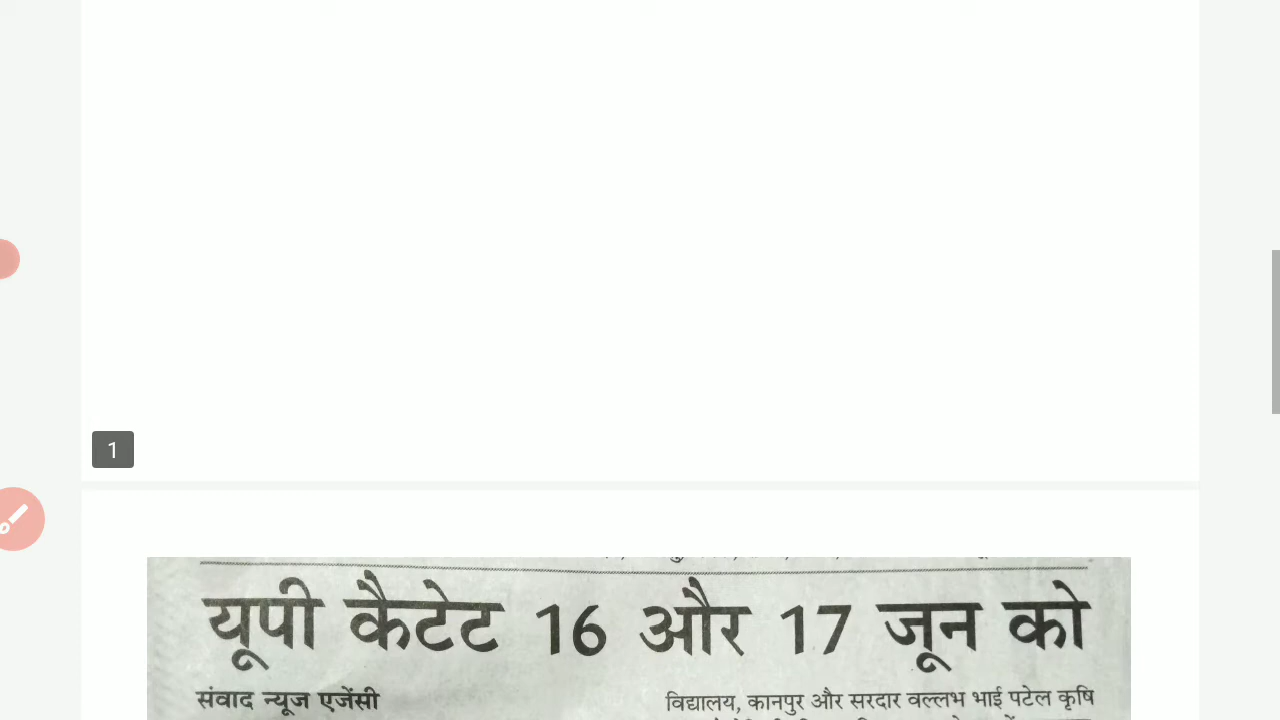 1
यूपी कैटेट 16 और 17 जून को
संवाद न्यूज एजेंसी
विद्यालय, कानपुर और सरदार वल्लभ भाई पटेल कृषि